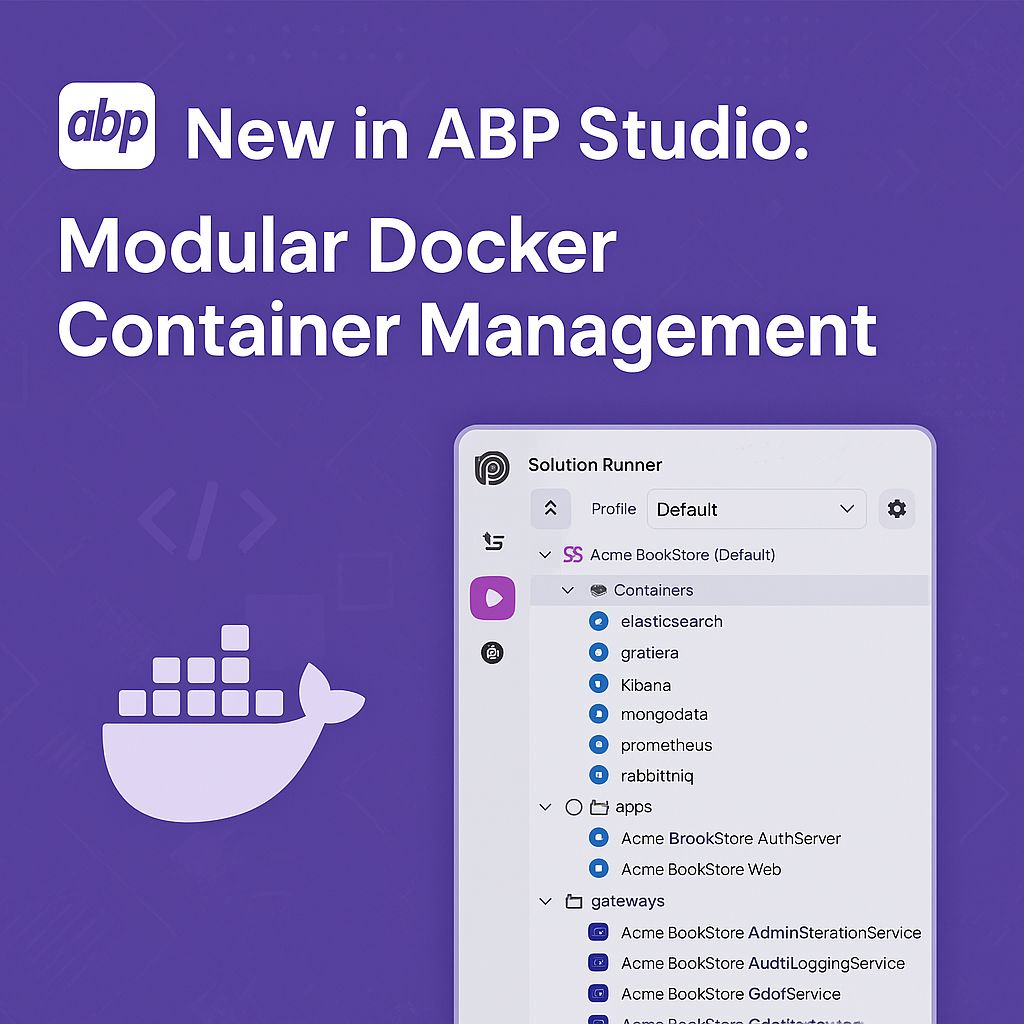 abp New in ABP Studio:
Modular Docker
Container Management
Solution Runner
Profile Default
Acme BookStore (Default)
Containers
elasticsearch
gratiera
Kibana
mongodata
prometheus
rabbittniq
apps
Acme BrookStore AuthServer
Acme BookStore Web
gateways
Acme BookStore AdminSterationService
Acme BookStore AudtiLoggingService
Acme BookStore GdofService
Acme BookStore